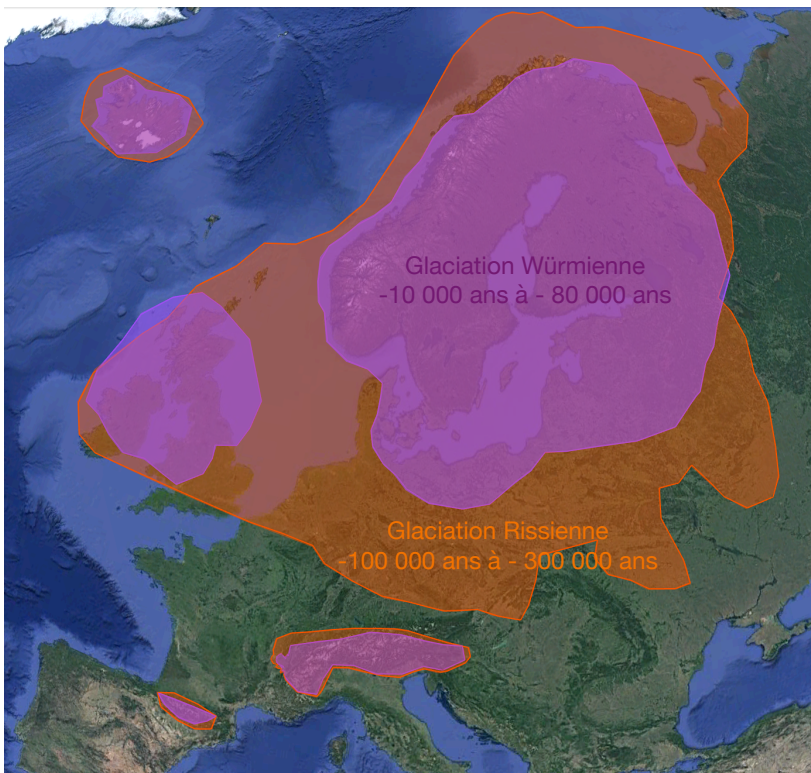 Glaciation Würmienne
-10 000 ans à - 80 000 ans
Glaciation Rissienne
-100 000 ans à - 300 000 ans